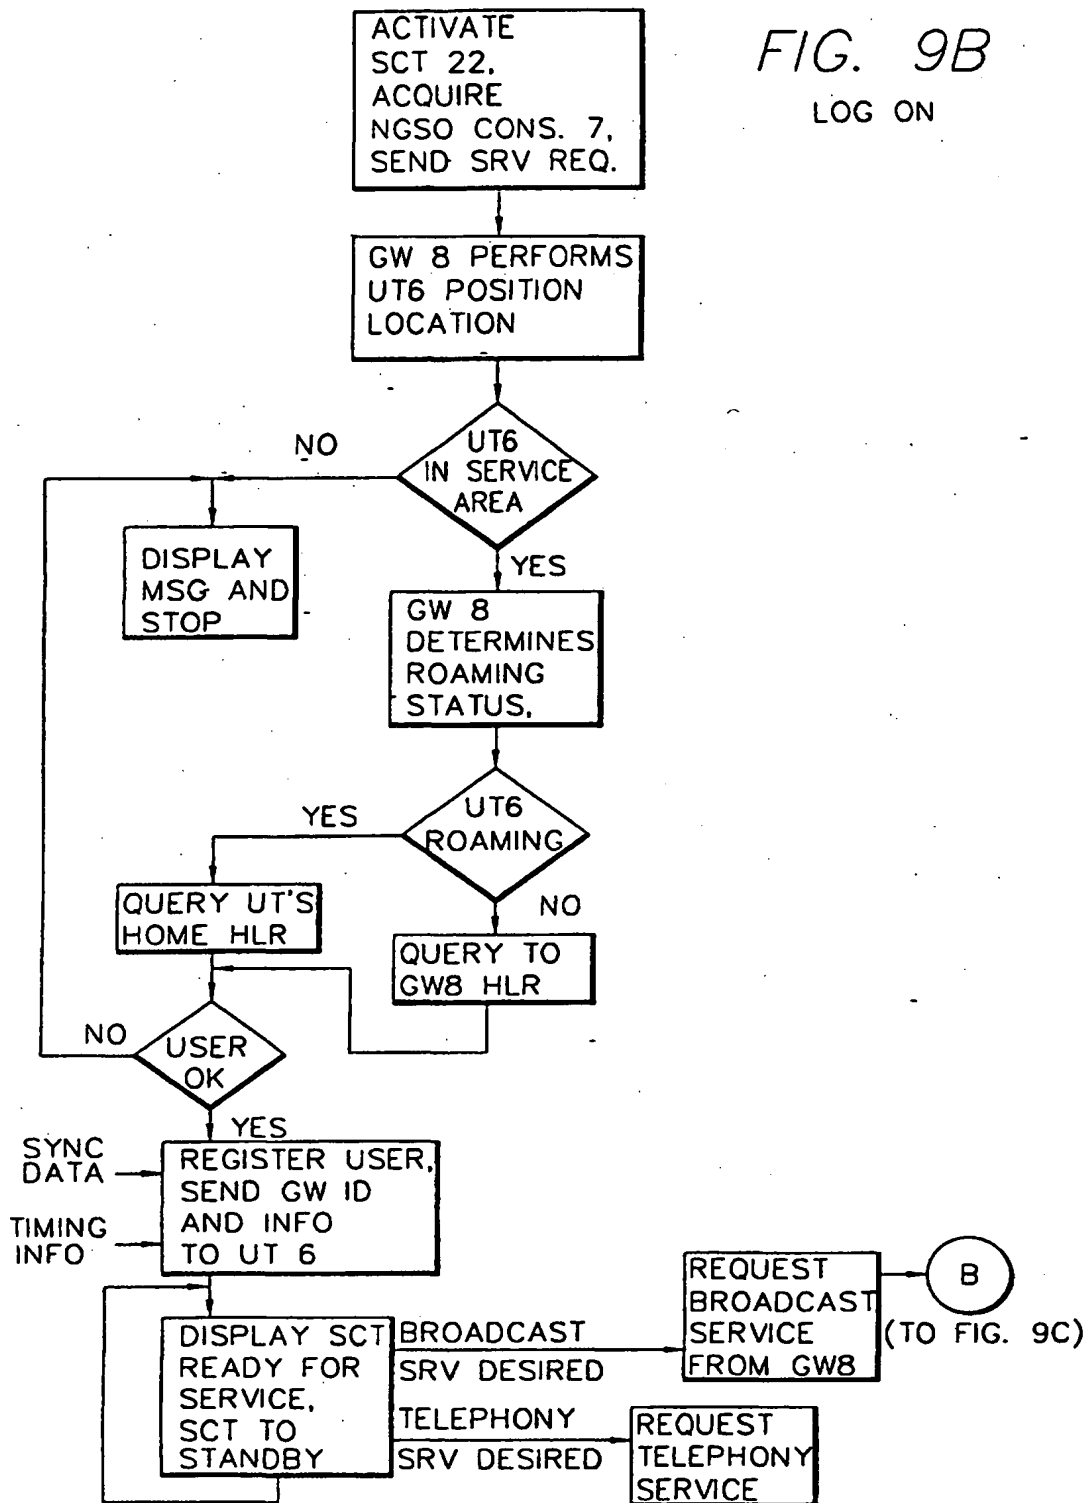 FIG. 9B
LOG ON
ACTIVATE
SCT 22,
ACQUIRE
NGSO CONS. 7,
SEND SRV REQ.
GW 8 PERFORMS
UT6 POSITION
LOCATION
UT6
IN SERVICE
AREA
NO
YES
DISPLAY
MSG AND
STOP
GW 8
DETERMINES
ROAMING
STATUS,
UT6
ROAMING
YES
NO
QUERY UT'S
HOME HLR
QUERY TO
GW8 HLR
USER
OK
NO
YES
SYNC
DATA
TIMING
INFO
REGISTER USER,
SEND GW ID
AND INFO
TO UT 6
DISPLAY SCT
READY FOR
SERVICE,
SCT TO
STANDBY
BROADCAST
SRV DESIRED
REQUEST
BROADCAST
SERVICE
FROM GW8
B
(TO FIG. 9C)
TELEPHONY
SRV DESIRED
REQUEST
TELEPHONY
SERVICE